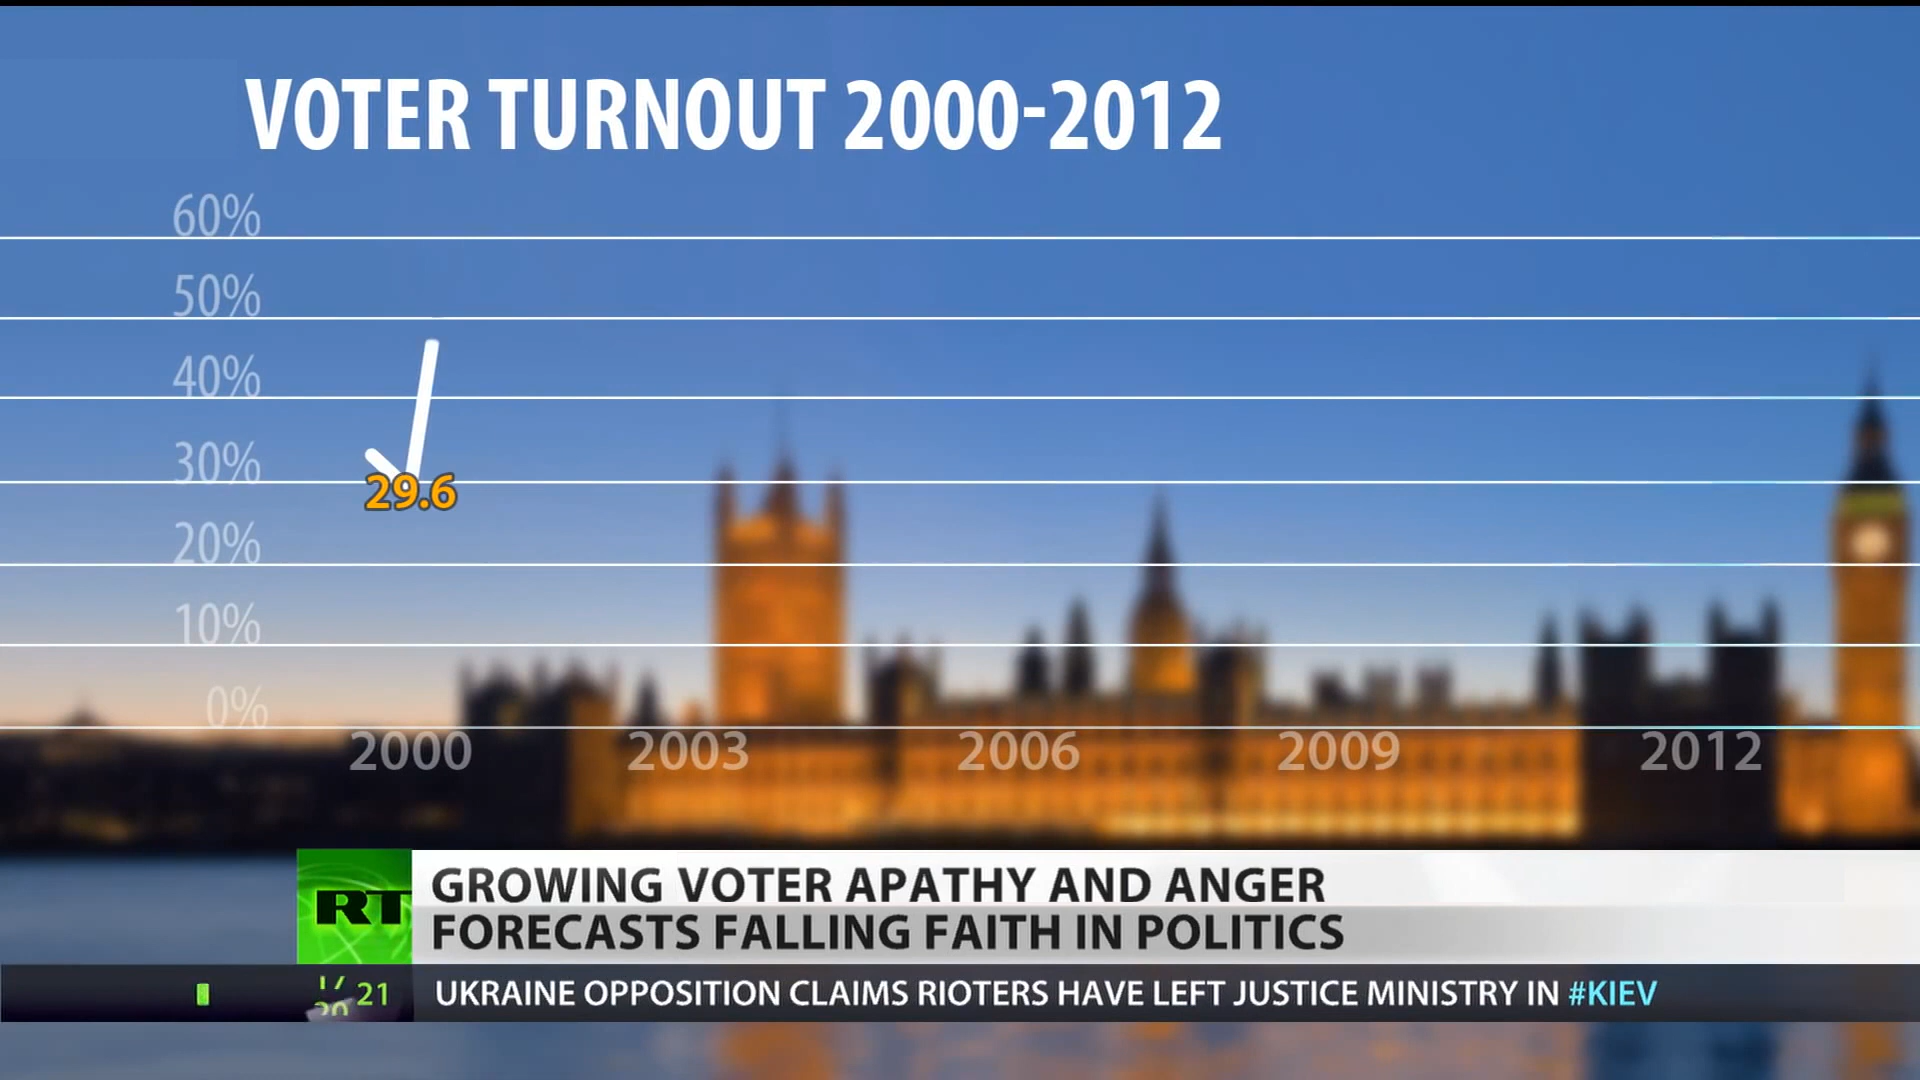 VOTER TURNOUT 2000-2012
60%
50%
40%
30%
29.6
20%
10%
0%
2000 2003 2006 2009 2012
RT
GROWING VOTER APATHY AND ANGER
FORECASTS FALLING FAITH IN POLITICS
21
UKRAINE OPPOSITION CLAIMS RIOTERS HAVE LEFT JUSTICE MINISTRY IN #KIEV